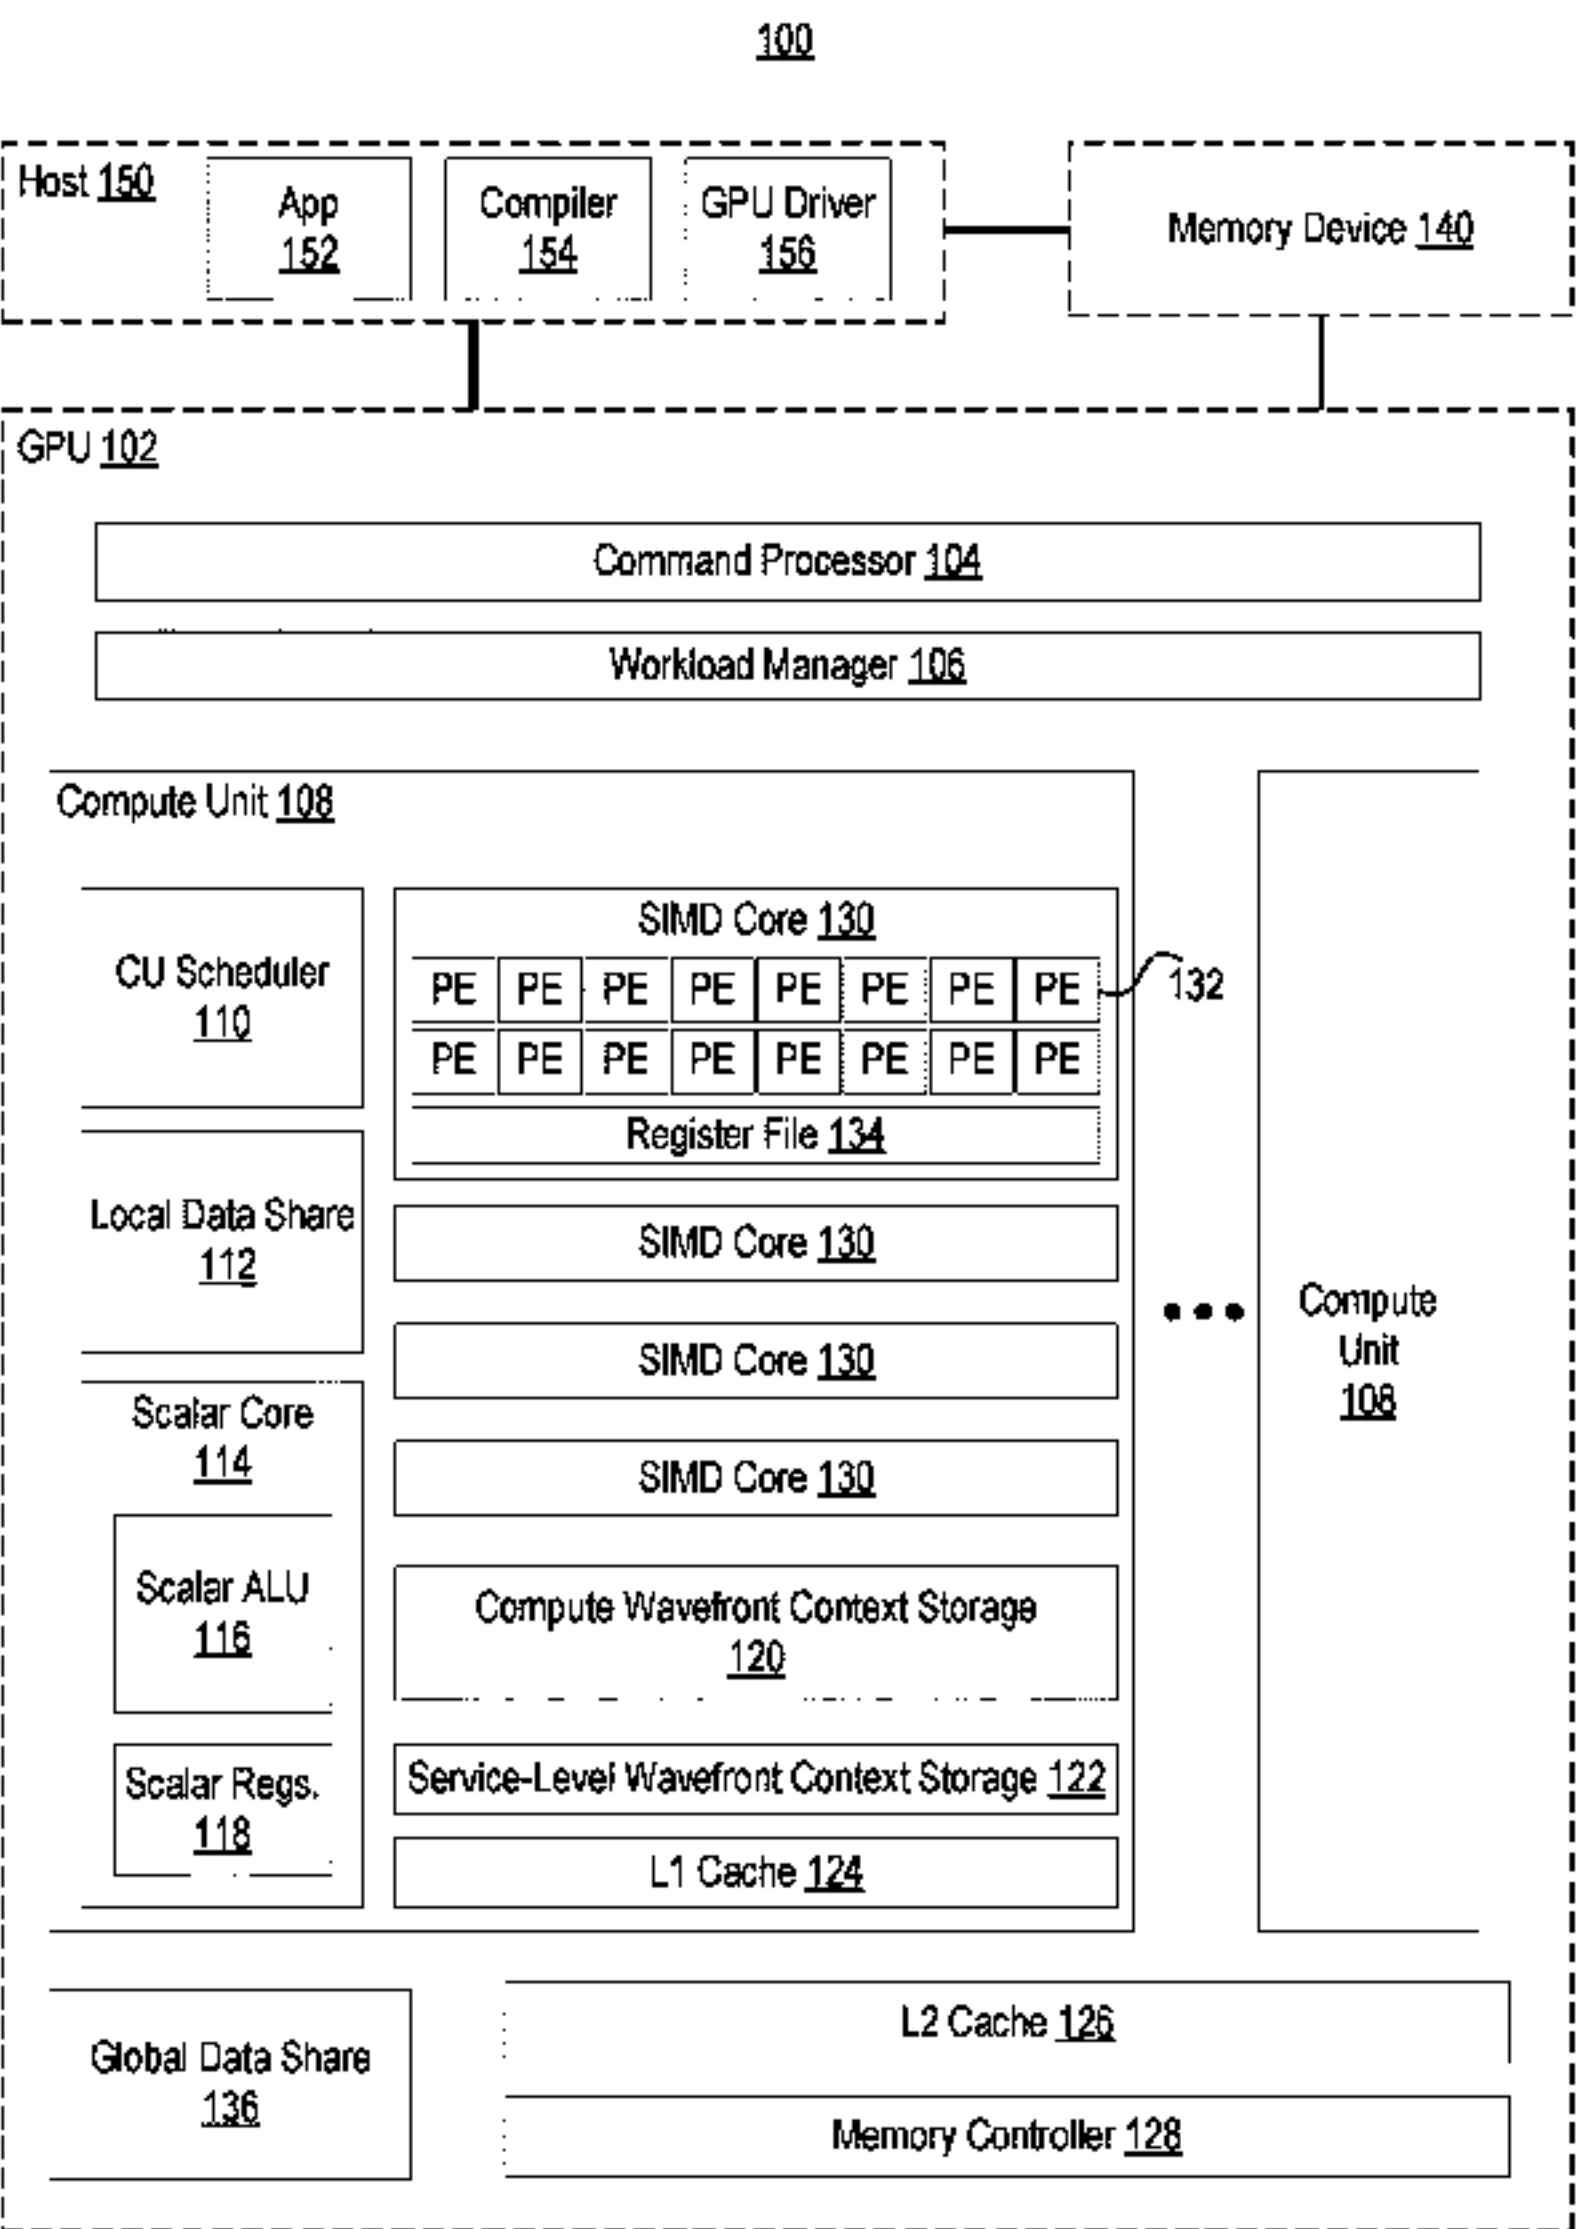 100
Host 150
App
152
Compiler
154
GPU Driver
156
Memory Device 140
GPU 102
Command Processor 104
Workload Manager 106
Compute Unit 108
CU Scheduler
110
Local Data Share
112
Scalar Core
114
Scalar ALU
116
Scalar Regs.
118
SIMD Core 130
PE PE PE PE PE PE PE PE
132
PE PE PE PE PE PE PE PE
Register File 134
SIMD Core 130
SIMD Core 130
SIMD Core 130
Compute Wavefront Context Storage
120
Service-Level Wavefront Context Storage 122
L1 Cache 124
Compute
Unit
108
Global Data Share
136
L2 Cache 126
Memory Controller 128